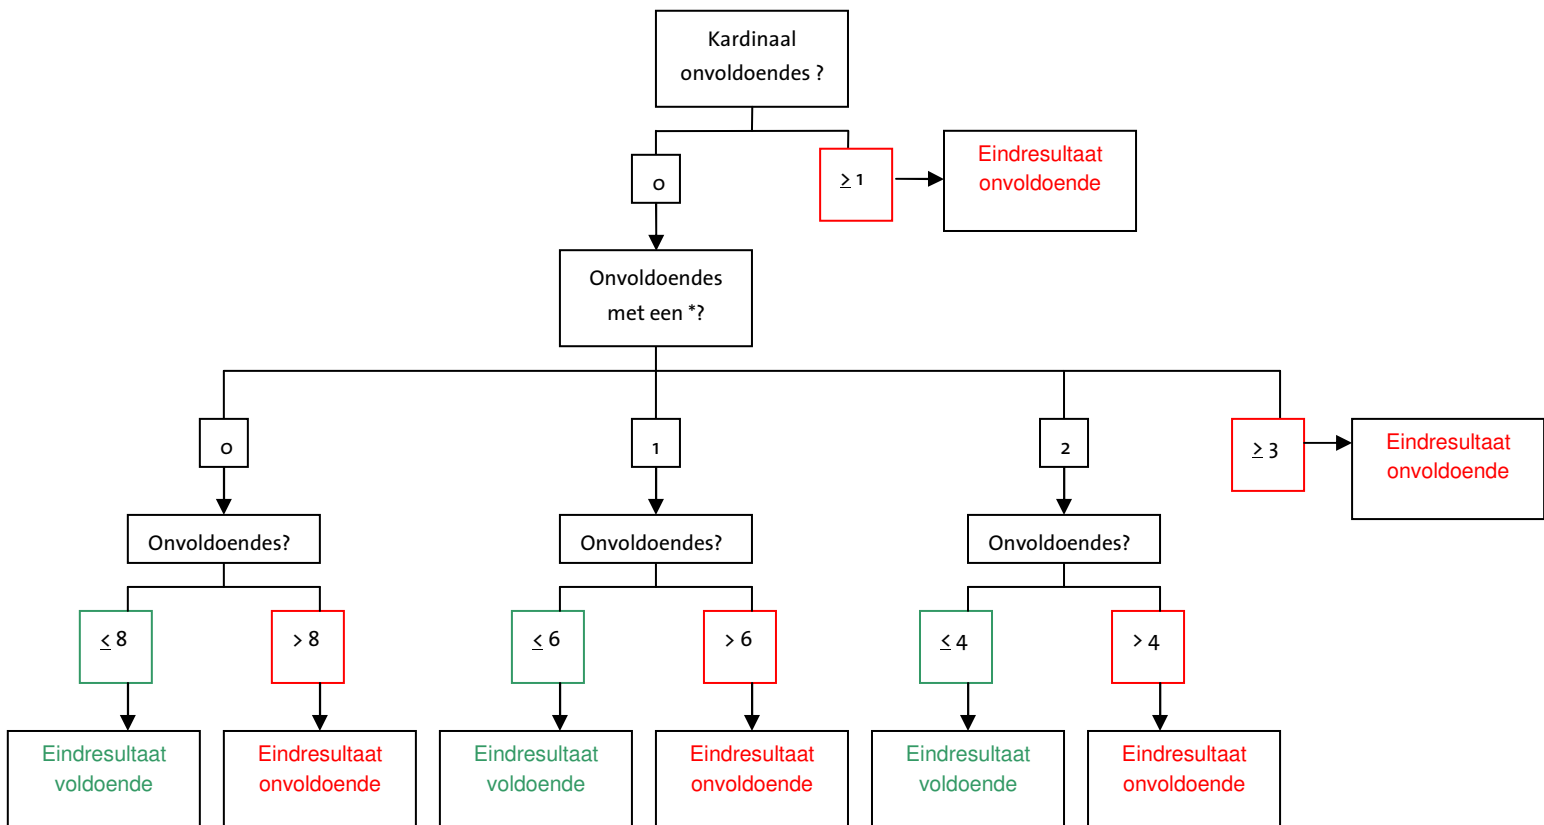 Kardinaal
onvoldoendes ?
0
≥ 1
Eindresultaat
onvoldoende
Onvoldoendes
met een *?
0
1
2
≥ 3
Eindresultaat
onvoldoende
Onvoldoendes?
Onvoldoendes?
Onvoldoendes?
≤ 8
> 8
≤ 6
> 6
≤ 4
> 4
Eindresultaat
voldoende
Eindresultaat
onvoldoende
Eindresultaat
voldoende
Eindresultaat
onvoldoende
Eindresultaat
voldoende
Eindresultaat
onvoldoende